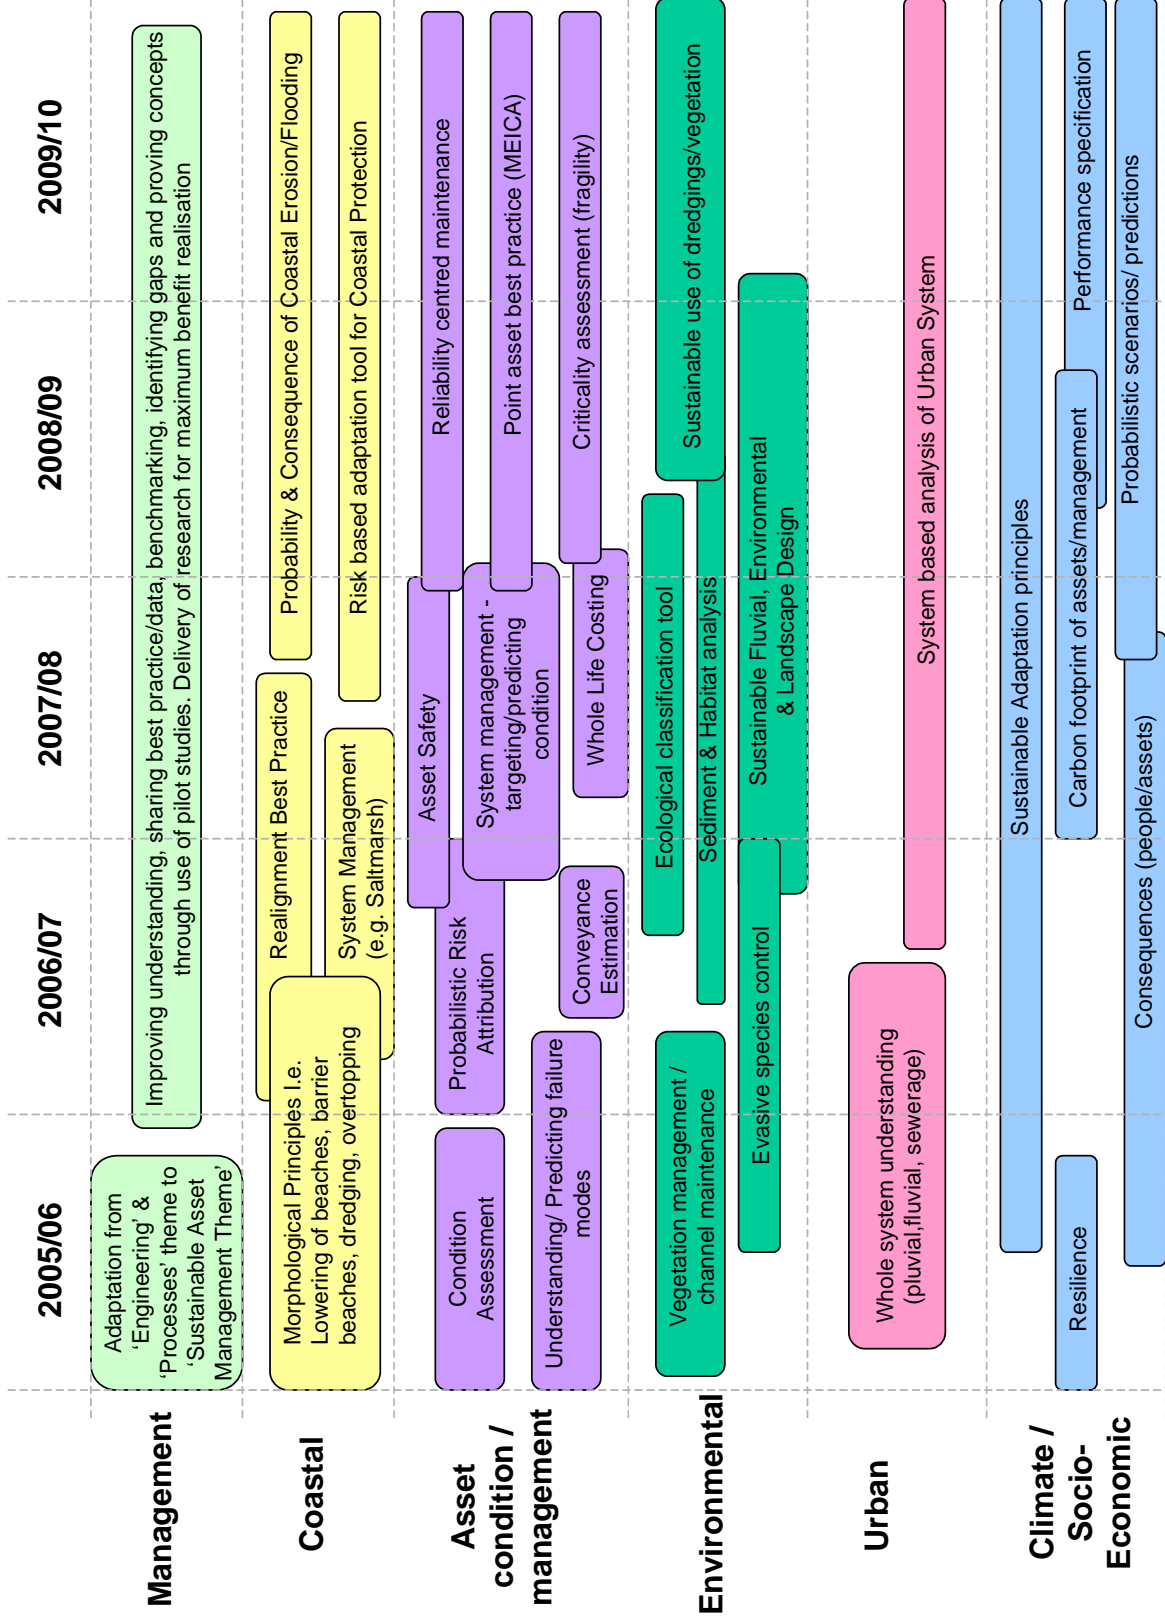 2005/06
2006/07
2007/08
2008/09
2009/10
Management
Adaptation from
‘Engineering’ &
‘Processes’ theme to
‘Sustainable Asset
Management Theme’
Improving understanding, sharing best practice/data, benchmarking, identifying gaps and proving concepts
through use of pilot studies. Delivery of research for maximum benefit realisation
Coastal
Morphological Principles I.e.
Lowering of beaches, barrier
beaches, dredging, overtopping
Realignment Best Practice
System Management
(e.g. Saltmarsh)
Probability & Consequence of Coastal Erosion/Flooding
Risk based adaptation tool for Coastal Protection
Asset
condition /
management
Condition
Assessment
Understanding/ Predicting failure
modes
Probabilistic Risk
Attribution
Conveyance
Estimation
Asset Safety
System management -
targeting/predicting
condition
Whole Life Costing
Reliability centred maintenance
Point asset best practice (MEICA)
Criticality assessment (fragility)
Environmental
Vegetation management /
channel maintenance
Evasive species control
Ecological classification tool
Sediment & Habitat analysis
Sustainable Fluvial, Environmental
& Landscape Design
Sustainable use of dredgings/vegetation
Urban
Whole system understanding
(pluvial,fluvial, sewerage)
System based analysis of Urban System
Climate /
Socio-
Economic
Resilience
Sustainable Adaptation principles
Carbon footprint of assets/management
Performance specification
Consequences (people/assets)
Probabilistic scenarios/ predictions